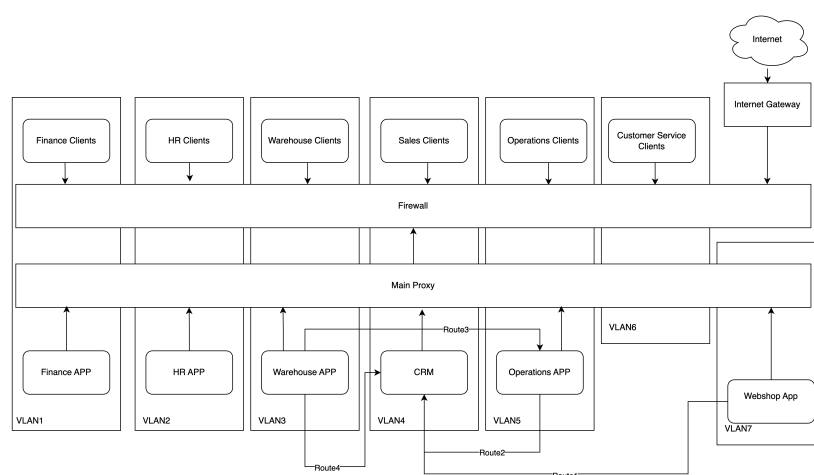 Internet
Internet Gateway
Finance Clients
HR Clients
Warehouse Clients
Sales Clients
Operations Clients
Customer Service
Clients
Firewall
Main Proxy
Route3
VLAN6
Finance APP
HR APP
Warehouse APP
CRM
Operations APP
Webshop App
VLAN1
VLAN2
VLAN3
VLAN4
VLAN5
VLAN7
Route2
Route4